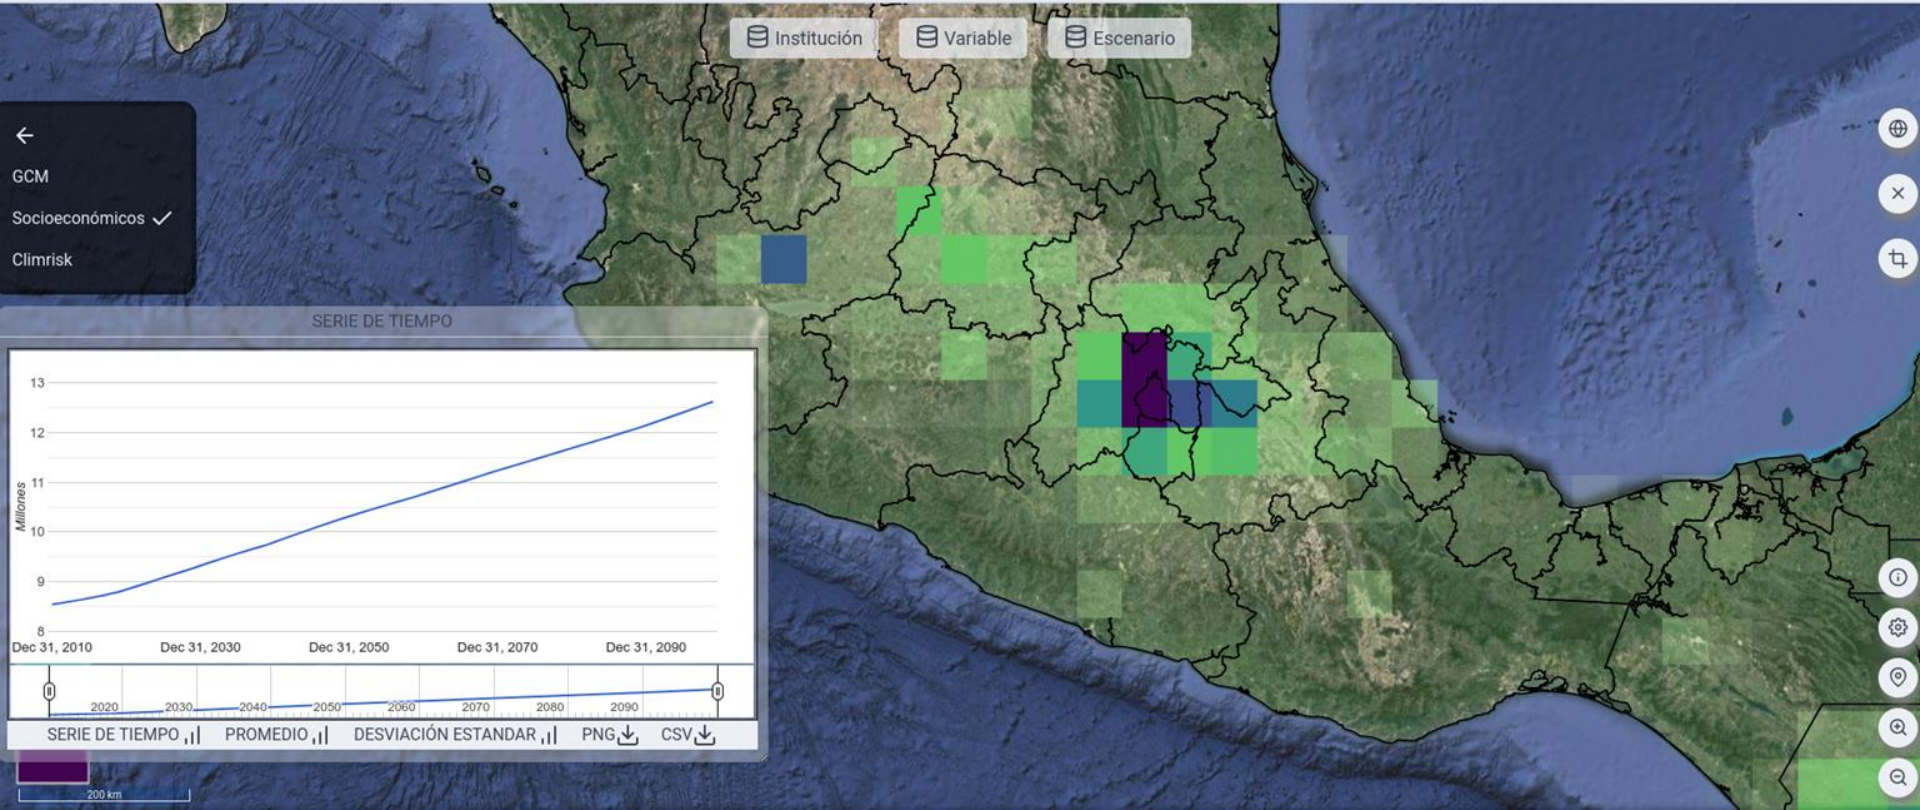 Institución
Variable
Escenario
GCM
Socioeconómicos
Climrisk
SERIE DE TIEMPO
13
12
11
10
9
8
Millones
Dec 31, 2010
Dec 31, 2030
Dec 31, 2050
Dec 31, 2070
Dec 31, 2090
2020
2030
2040
2050
2060
2070
2080
2090
SERIE DE TIEMPO
PROMEDIO
DESVIACIÓN ESTANDAR
PNG
CSV
200 km